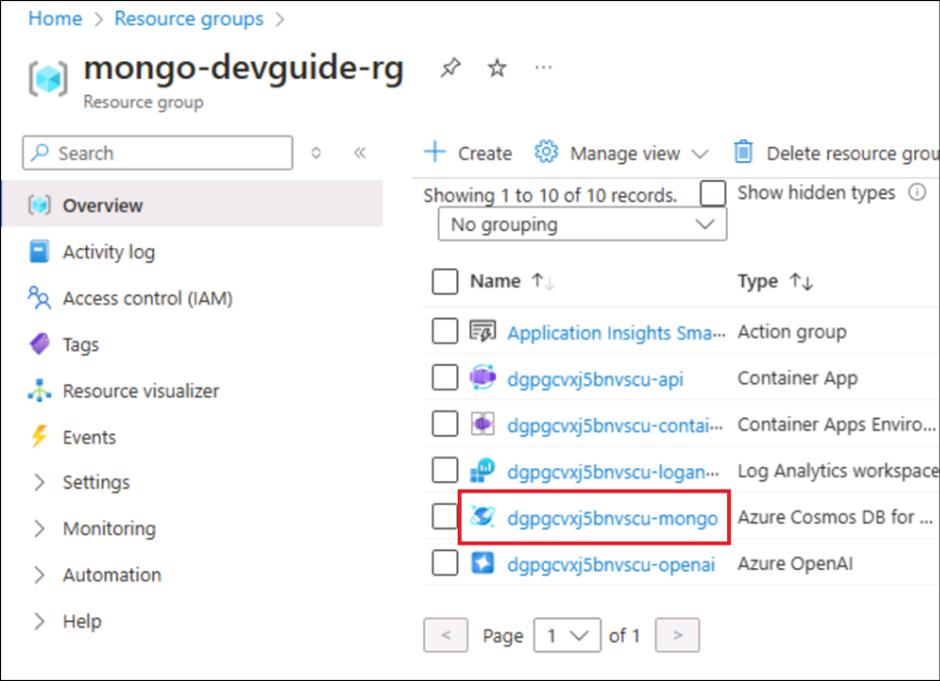 Home > Resource groups >
mongo-devguide-rg ...
Resource group
Search
Overview
Activity log
Access control (IAM)
Tags
Resource visualizer
Events
Settings
Monitoring
Automation
Help
+ Create Manage view Delete resource grou
Showing 1 to 10 of 10 records. Show hidden types
No grouping
Name ↑↓ Type ↑↓
Application Insights Sma... Action group
dgpgcvxj5bnvscu-api Container App
dgpgcvxj5bnvscu-contai... Container Apps Enviro...
dgpgcvxj5bnvscu-logan... Log Analytics workspace
dgpgcvxj5bnvscu-mongo Azure Cosmos DB for ...
dgpgcvxj5bnvscu-openai Azure OpenAI
< Page 1 of 1 >